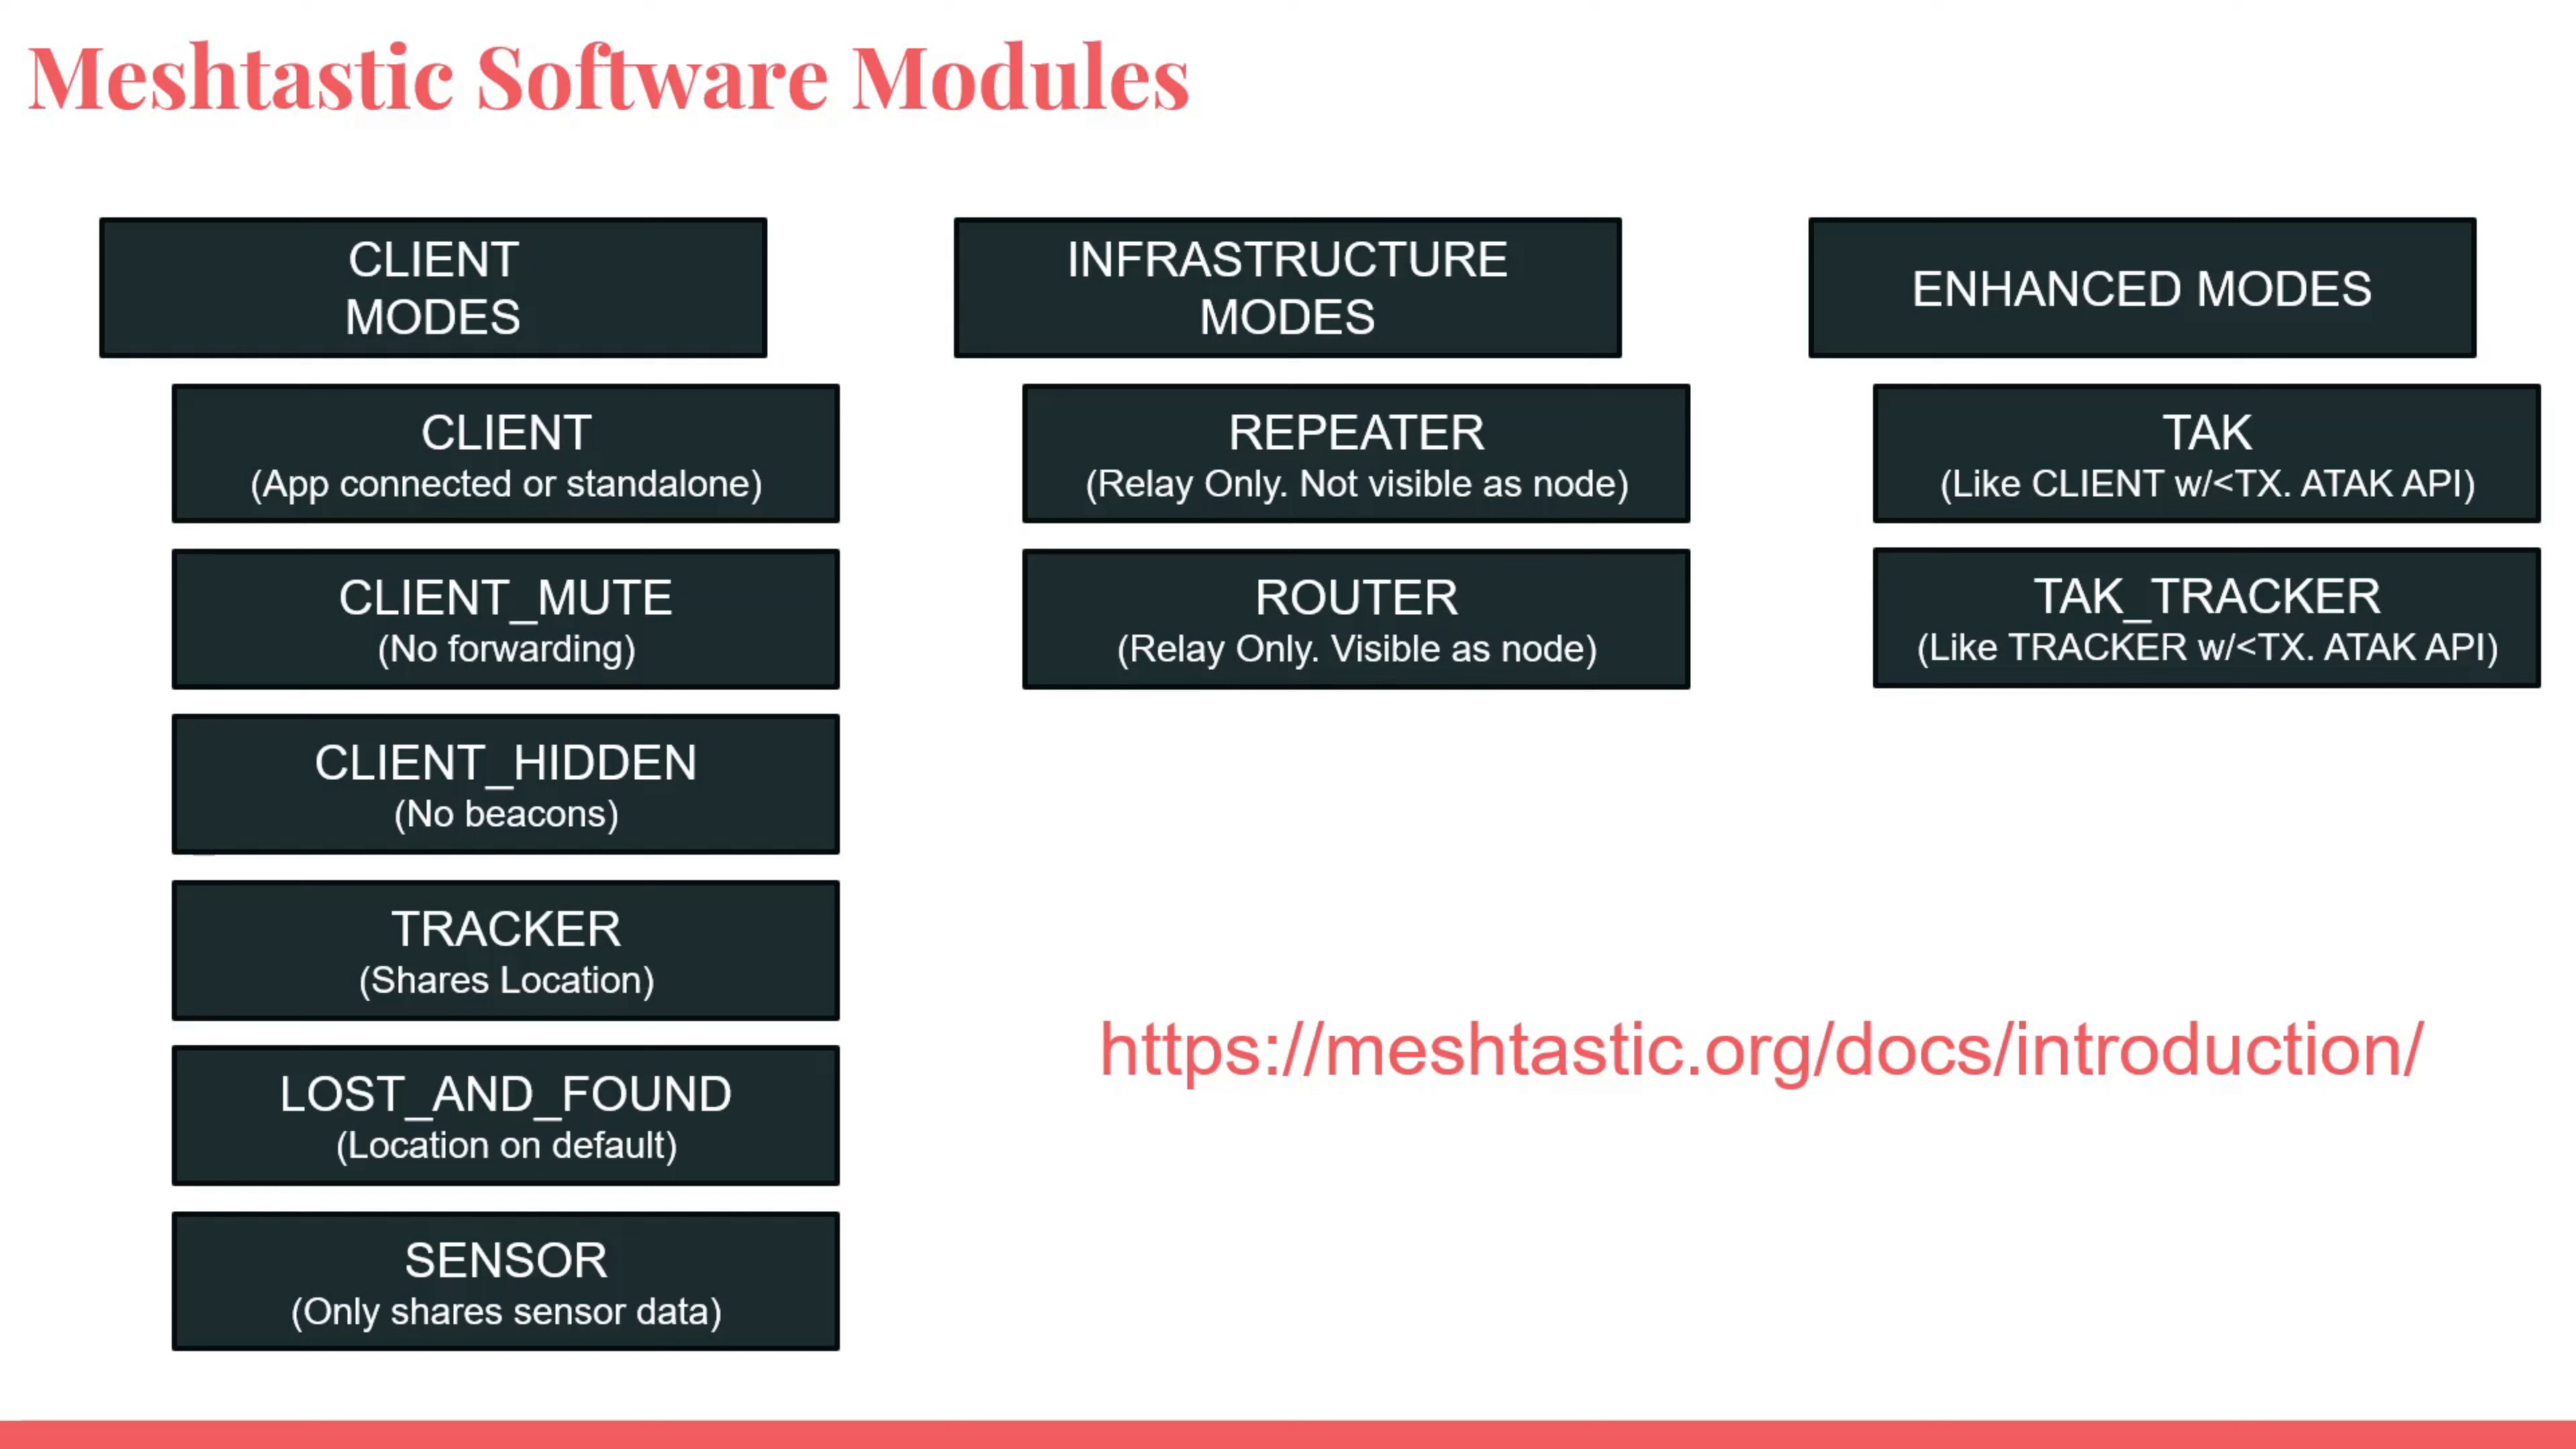 Meshtastic Software Modules
CLIENT
MODES
CLIENT
(App connected or standalone)
CLIENT_MUTE
(No forwarding)
CLIENT_HIDDEN
(No beacons)
TRACKER
(Shares Location)
LOST_AND_FOUND
(Location on default)
SENSOR
(Only shares sensor data)
INFRASTRUCTURE
MODES
REPEATER
(Relay Only. Not visible as node)
ROUTER
(Relay Only. Visible as node)
ENHANCED MODES
TAK
(Like CLIENT w/<TX. ATAK API)
TAK_TRACKER
(Like TRACKER w/<TX. ATAK API)
https://meshtastic.org/docs/introduction/